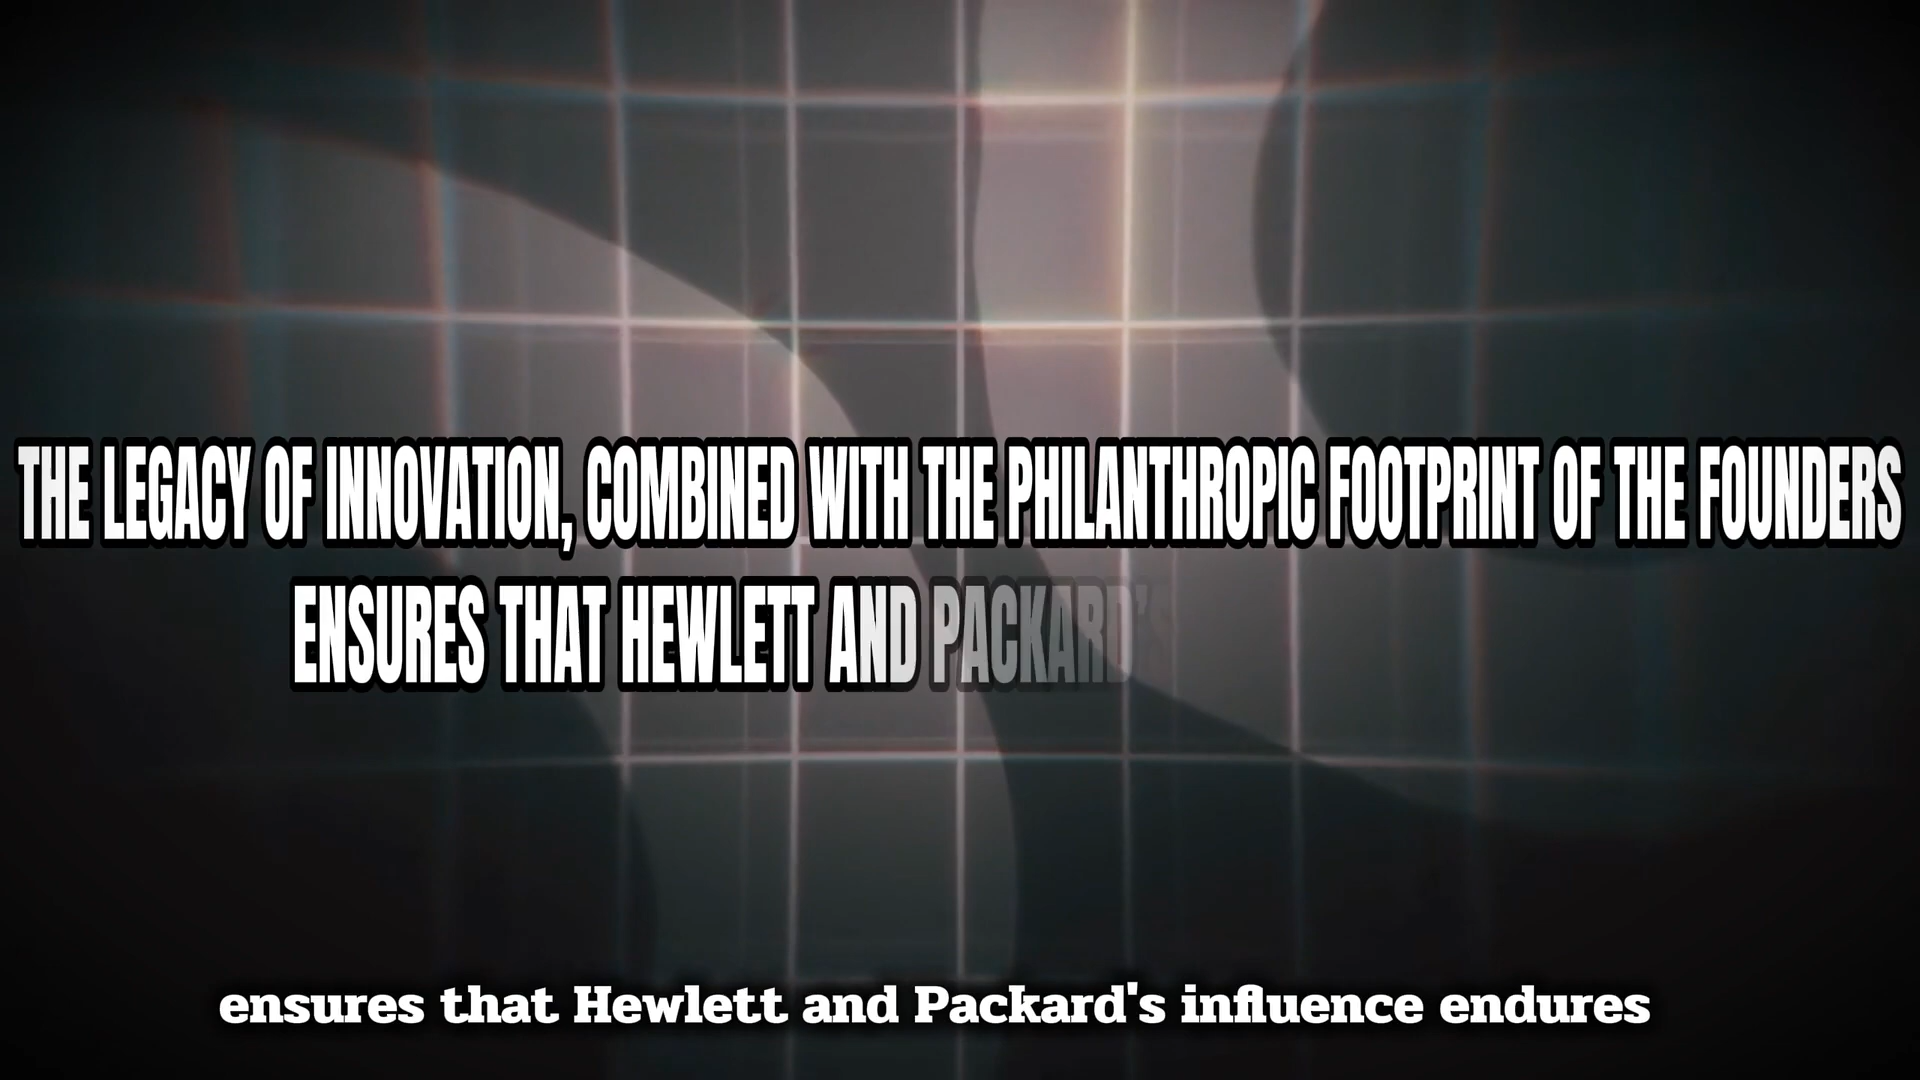 THE LEGACY OF INNOVATION, COMBINED WITH THE PHILANTHROPIC FOOTPRINT OF THE FOUNDERS
ENSURES THAT HEWLETT AND PACKARD'S
ensures that Hewlett and Packard's influence endures